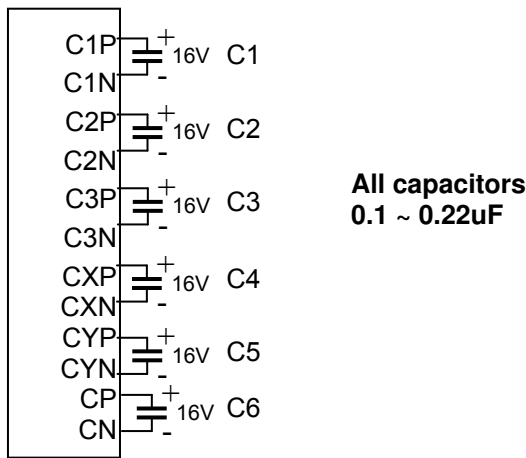 C1P + 16V C1
C1N -
C2P + 16V C2
C2N -
C3P + 16V C3
C3N -
CXP + 16V C4
CXN -
CYP + 16V C5
CYN -
CP + 16V C6
CN -
All capacitors
0.1 ~ 0.22uF